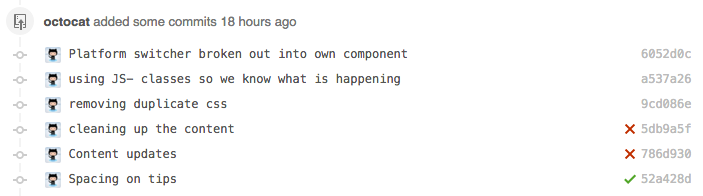 octocat added some commits 18 hours ago
Platform switcher broken out into own component 6052d0c
using JS- classes so we know what is happening a537a26
removing duplicate css 9cd086e
cleaning up the content 5db9a5f
Content updates 786d930
Spacing on tips 52a428d